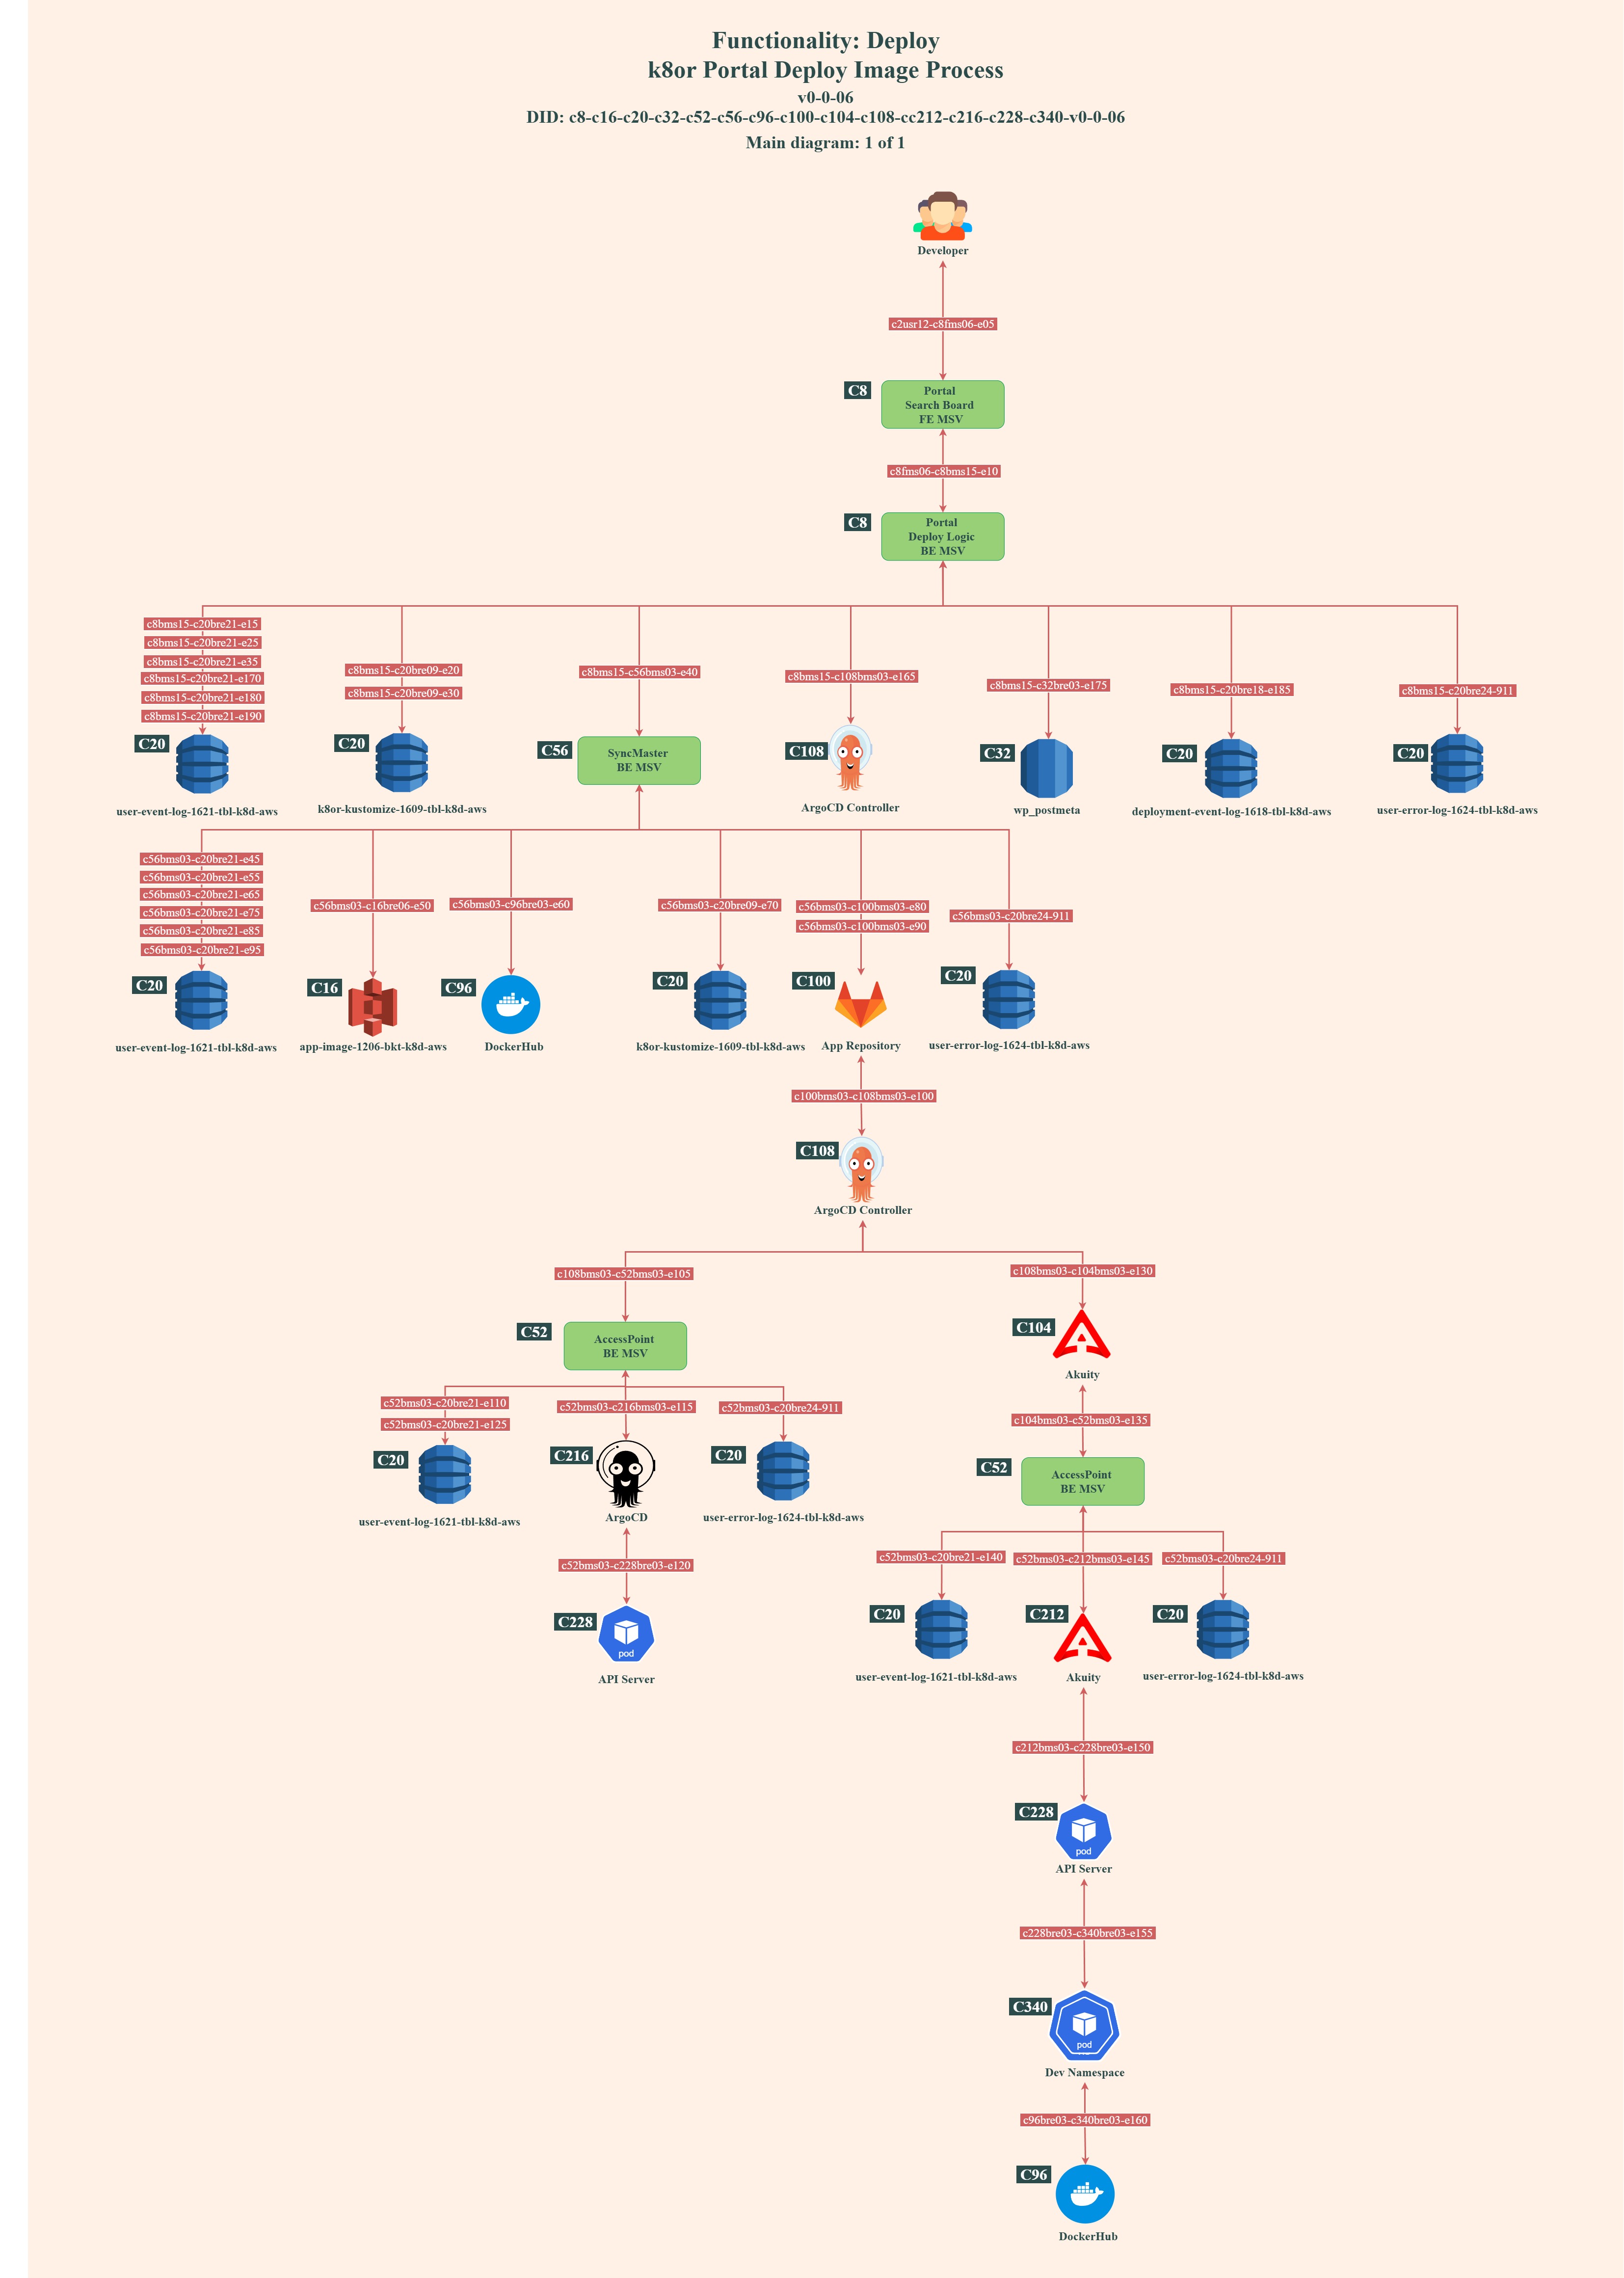 Functionality: Deploy
k8or Portal Deploy Image Process
v0-0-06
DID: c8-c16-c20-c32-c52-c56-c96-c100-c104-c108-cc212-c216-c228-c340-v0-0-06
Main diagram: 1 of 1
Developer
c2usr12-c8fms06-e05
C8
Portal
Search Board
FE MSV
c8fms06-c8bms15-e10
C8
Portal
Deploy Logic
BE MSV
c8bms15-c20bre21-e15
c8bms15-c20bre21-e25
c8bms15-c20bre21-e35
c8bms15-c20bre21-e170
c8bms15-c20bre21-e180
c8bms15-c20bre21-e190
C20
user-event-log-1621-tbl-k8d-aws
c8bms15-c20bre09-e20
c8bms15-c20bre09-e30
C20
k8or-kustomize-1609-tbl-k8d-aws
c8bms15-c56bms03-e40
C56
SyncMaster
BE MSV
c8bms15-c108bms03-e165
C108
ArgoCD Controller
c8bms15-c32bre03-e175
C32
wp_postmeta
c8bms15-c20bre18-e185
C20
deployment-event-log-1618-tbl-k8d-aws
c8bms15-c20bre24-911
C20
user-error-log-1624-tbl-k8d-aws
c56bms03-c20bre21-e45
c56bms03-c20bre21-e55
c56bms03-c20bre21-e65
c56bms03-c20bre21-e75
c56bms03-c20bre21-e85
c56bms03-c20bre21-e95
C20
user-event-log-1621-tbl-k8d-aws
c56bms03-c16bre06-e50
C16
app-image-1206-bkt-k8d-aws
c56bms03-c96bre03-e60
C96
DockerHub
c56bms03-c20bre09-e70
C20
k8or-kustomize-1609-tbl-k8d-aws
c56bms03-c100bms03-e80
c56bms03-c100bms03-e90
C100
App Repository
c56bms03-c20bre24-911
C20
user-error-log-1624-tbl-k8d-aws
c100bms03-c108bms03-e100
C108
ArgoCD Controller
c108bms03-c52bms03-e105
C52
AccessPoint
BE MSV
c108bms03-c104bms03-e130
C104
Akuity
c52bms03-c20bre21-e110
c52bms03-c20bre21-e125
C20
user-event-log-1621-tbl-k8d-aws
c52bms03-c216bms03-e115
C216
ArgoCD
c52bms03-c20bre24-911
C20
user-error-log-1624-tbl-k8d-aws
c104bms03-c52bms03-e135
C52
AccessPoint
BE MSV
c52bms03-c228bre03-e120
C228
pod
API Server
c52bms03-c20bre21-e140
C20
user-event-log-1621-tbl-k8d-aws
c52bms03-c212bms03-e145
C212
Akuity
c52bms03-c20bre24-911
C20
user-error-log-1624-tbl-k8d-aws
c212bms03-c228bre03-e150
C228
pod
API Server
c228bre03-c340bre03-e155
C340
pod
Dev Namespace
c96bre03-c340bre03-e160
C96
DockerHub